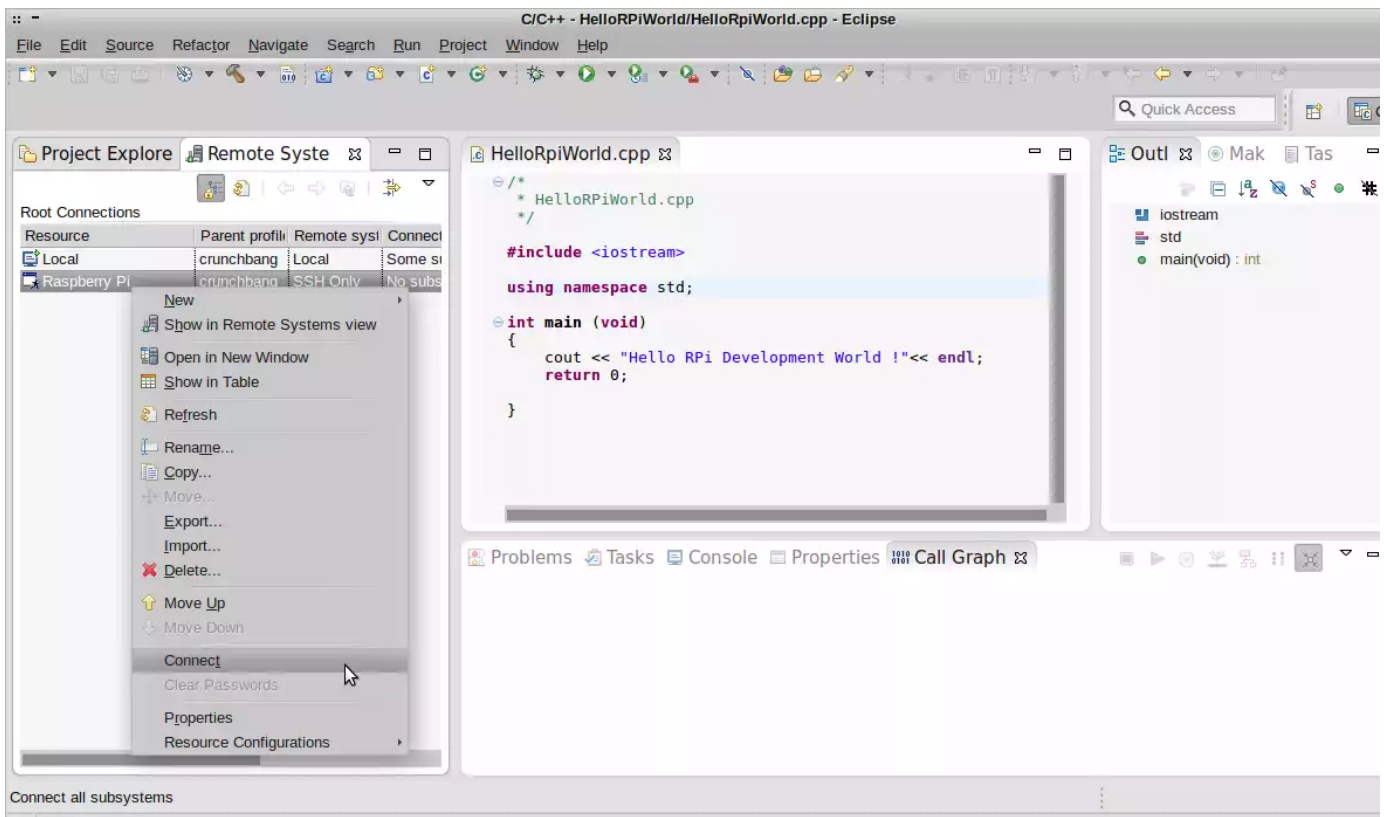 C/C++ - HelloRPiWorld/HelloRpiWorld.cpp - Eclipse
File Edit Source Refactor Navigate Search Run Project Window Help
Quick Access
Project Explore Remote Syste
Root Connections
Resource Parent profil Remote syst Connect
Local crunchbang Local Some su
Raspberry Pi crunchbang SSH Only No subs
New
Show in Remote Systems view
Open in New Window
Show in Table
Refresh
Rename...
Copy...
Move...
Export...
Import...
Delete...
Move Up
Move Down
Connect
Clear Passwords
Properties
Resource Configurations
HelloRpiWorld.cpp
/*
* HelloRPiWorld.cpp
*/
#include <iostream>
using namespace std;
int main (void)
{
cout << "Hello RPi Development World !"<< endl;
return 0;
}
Outl Mak Tas
iostream
std
main(void) : int
Problems Tasks Console Properties Call Graph
Connect all subsystems